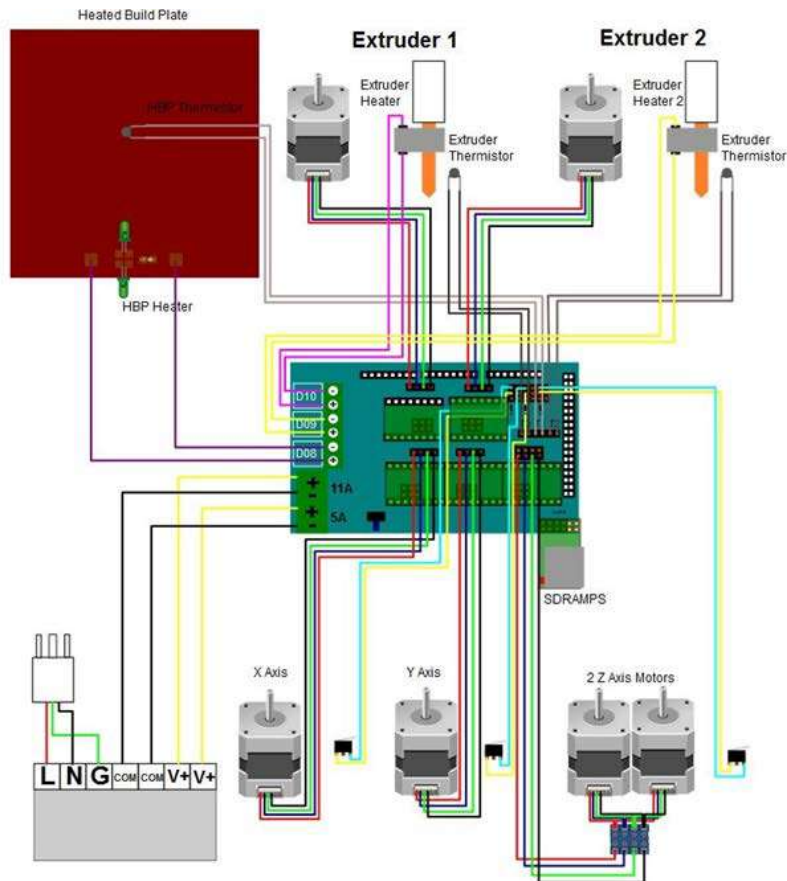 Heated Build Plate
Extruder 1
Extruder 2
Extruder
Heater
Extruder
Heater 2
HBP Thermistor
Extruder
Thermistor
Extruder
Thermistor
HBP Heater
D10
-
+
D09
-
+
D08
-
+
+
11A
-
+
5A
-
SDRAMPS
X Axis
Y Axis
2 Z Axis Motors
L N G COM COM V+ V+